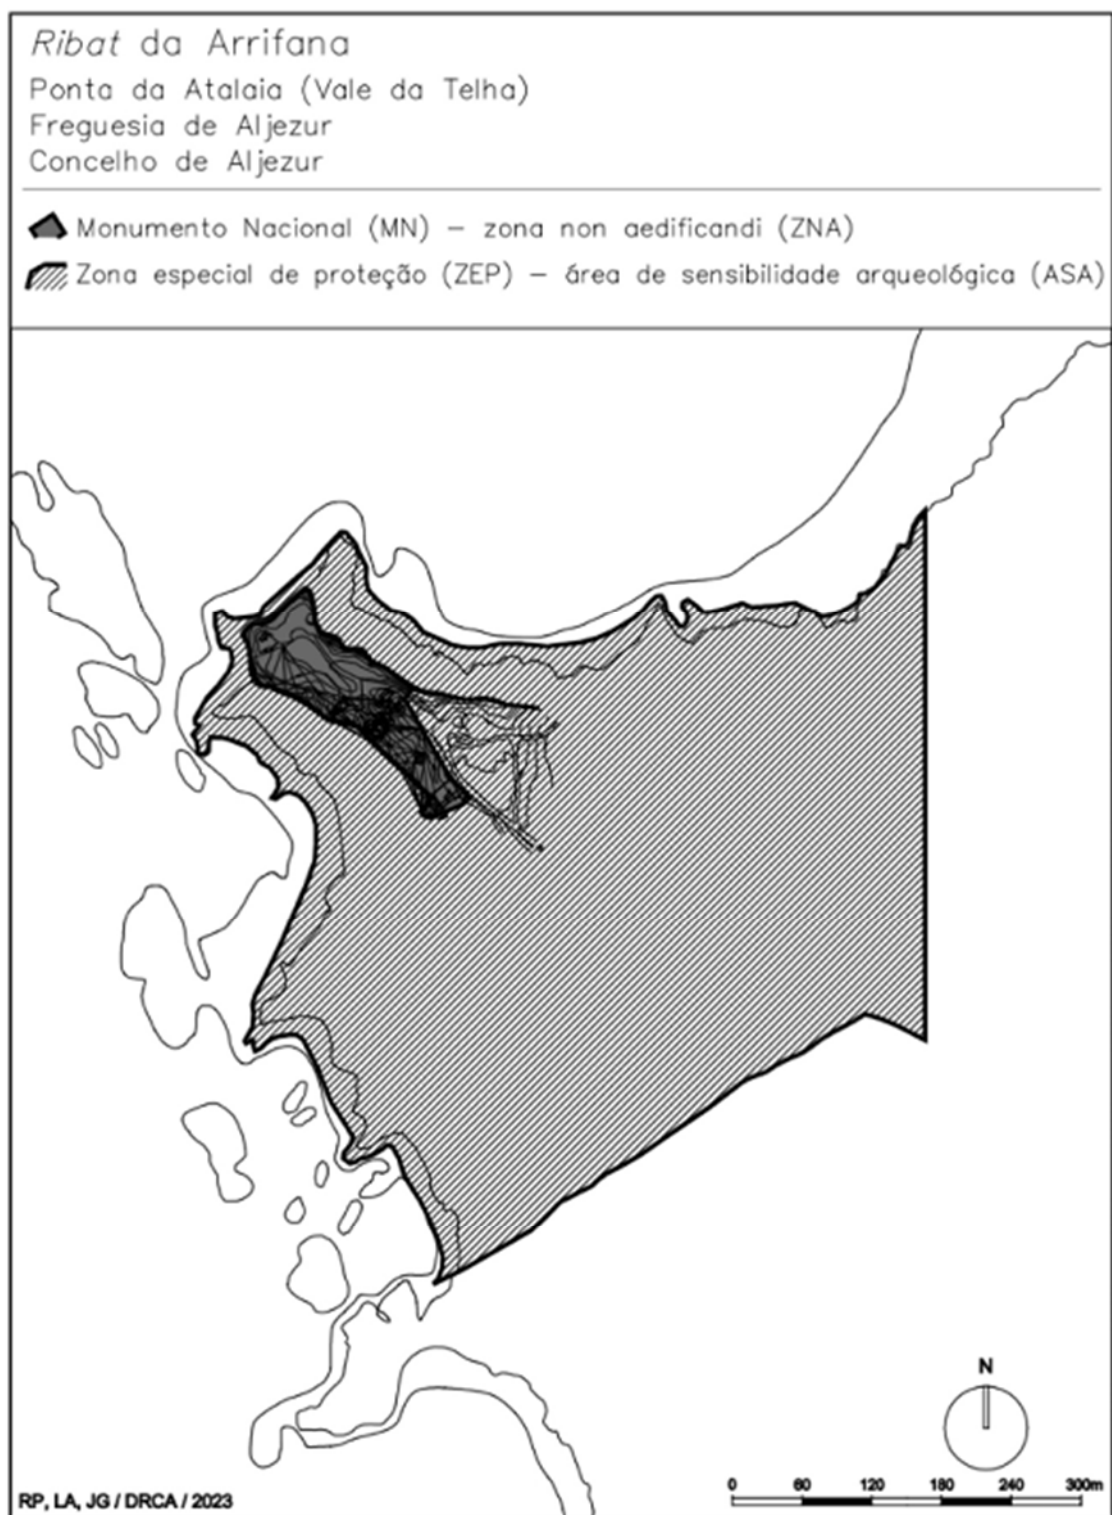 Ribat da Arrifana
Ponta da Atalaia (Vale da Telha)
Freguesia de Aljezur
Concelho de Aljezur
Monumento Nacional (MN) – zona non aedificandi (ZNA)
Zona especial de proteção (ZEP) – área de sensibilidade arqueológica (ASA)
N
0 60 120 180 240 300m
RP, LA, JG / DRCA / 2023